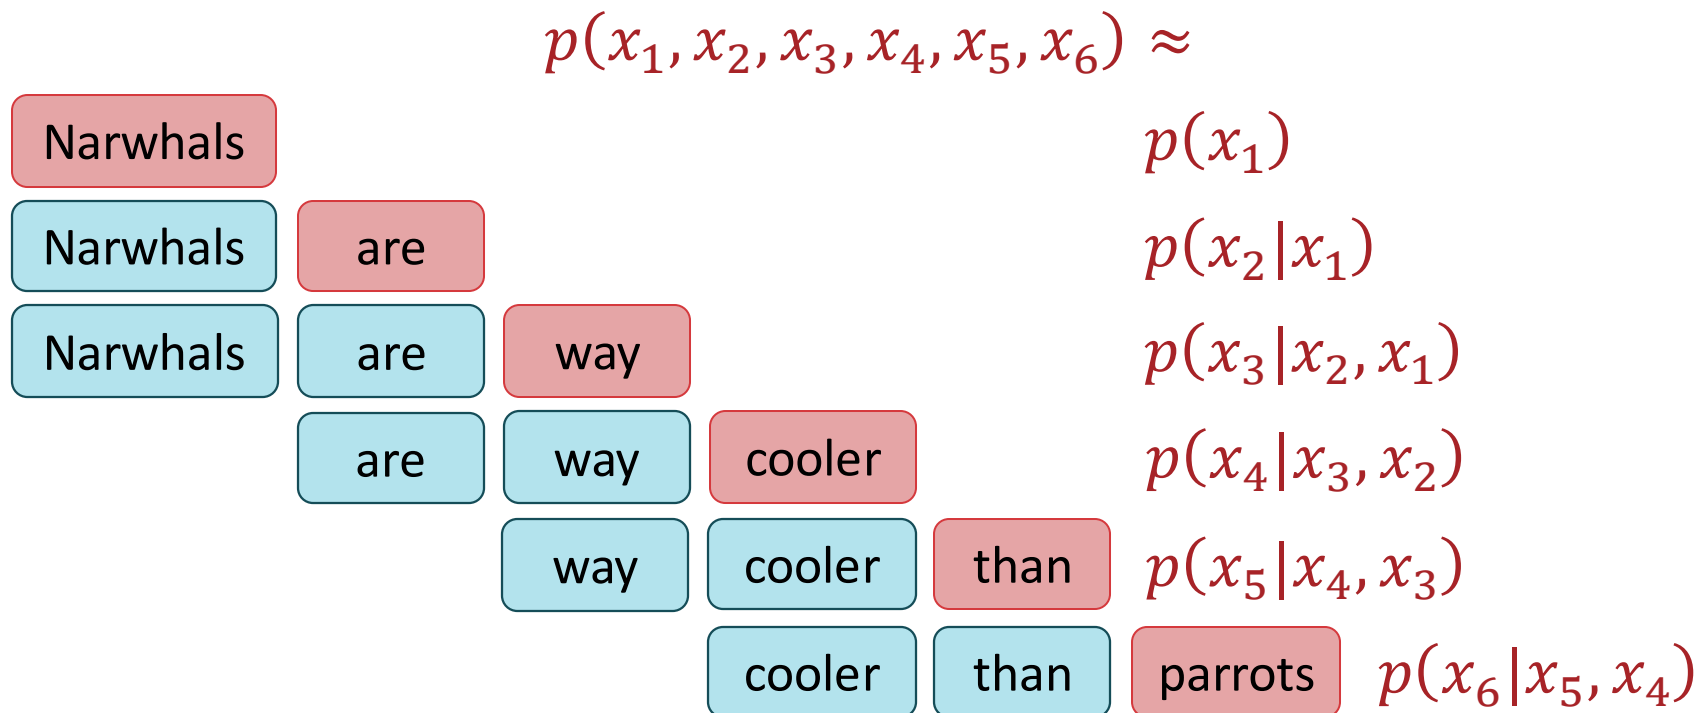 p(x₁, x₂, x₃, x₄, x₅, x₆) ≈
Narwhals p(x₁)
Narwhals are p(x₂|x₁)
Narwhals are way p(x₃|x₂, x₁)
are way cooler p(x₄|x₃, x₂)
way cooler than p(x₅|x₄, x₃)
cooler than parrots p(x₆|x₅, x₄)